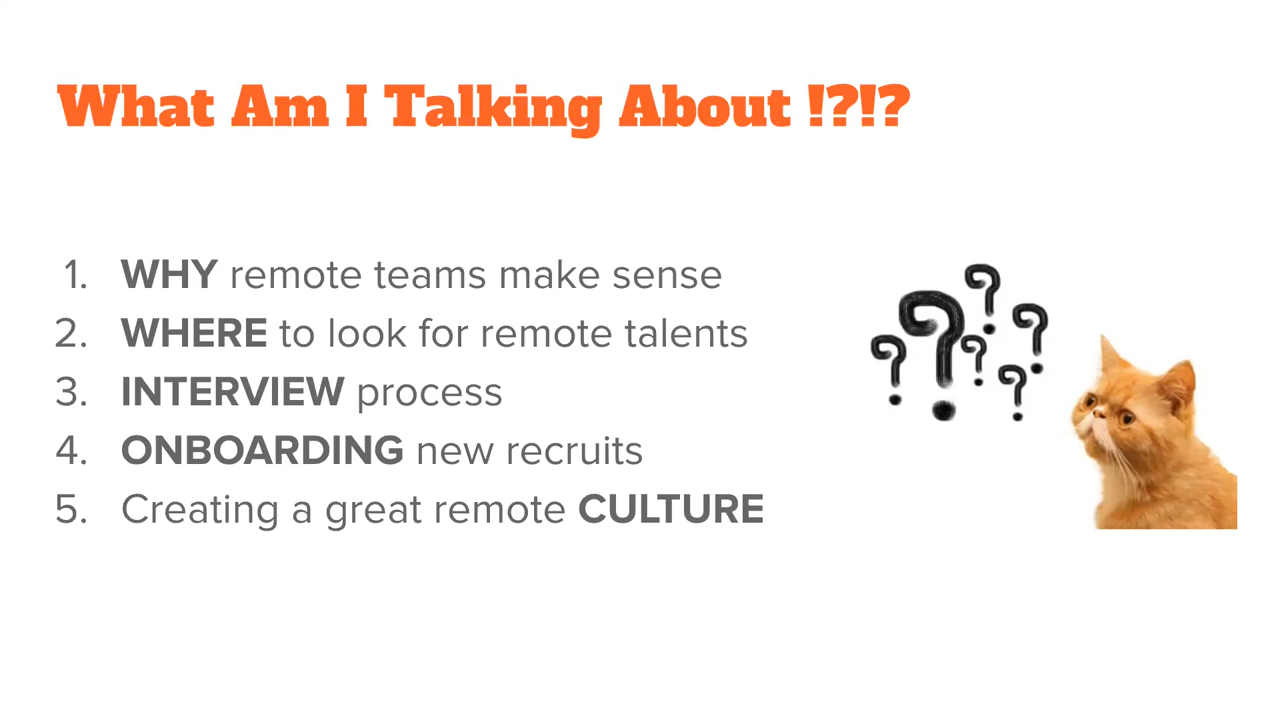 What Am I Talking About !?!?
1. WHY remote teams make sense
2. WHERE to look for remote talents
3. INTERVIEW process
4. ONBOARDING new recruits
5. Creating a great remote CULTURE
? ? ? ? ? ?